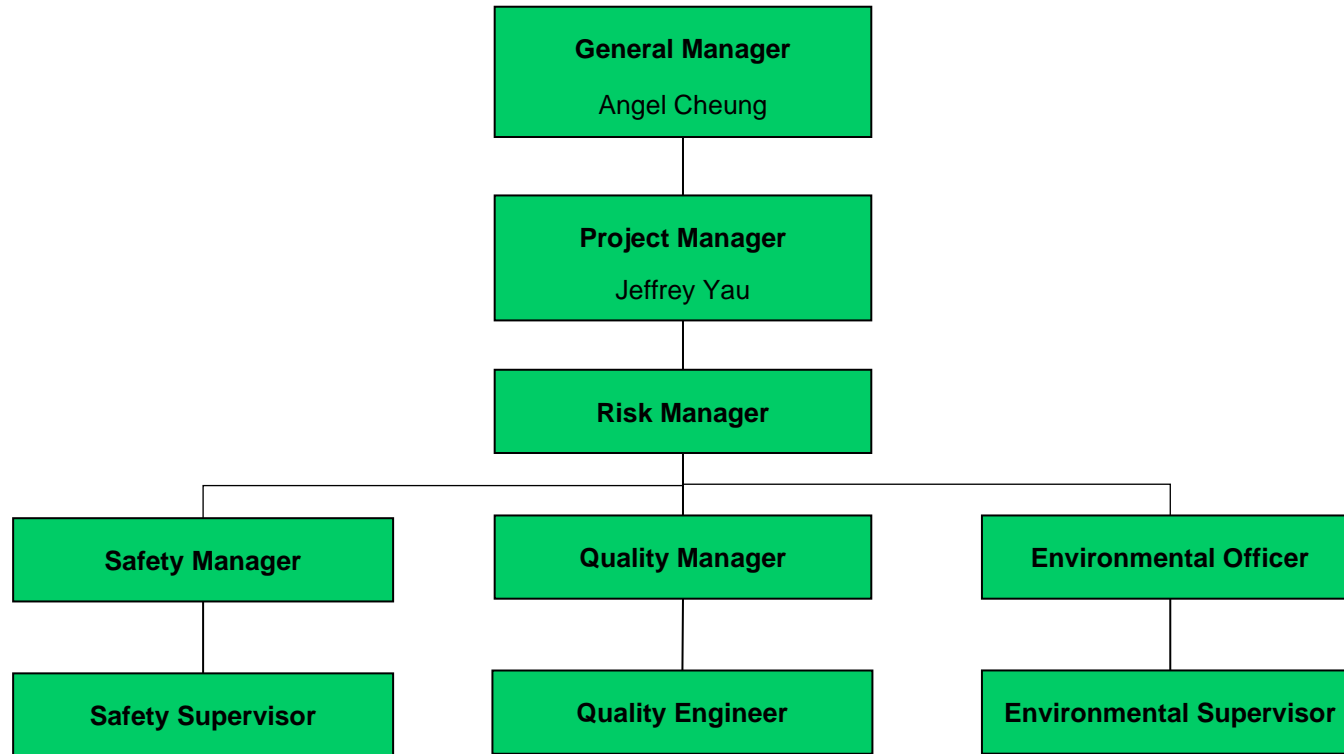 General Manager
Angel Cheung
Project Manager
Jeffrey Yau
Risk Manager
Safety Manager
Quality Manager
Environmental Officer
Safety Supervisor
Quality Engineer
Environmental Supervisor